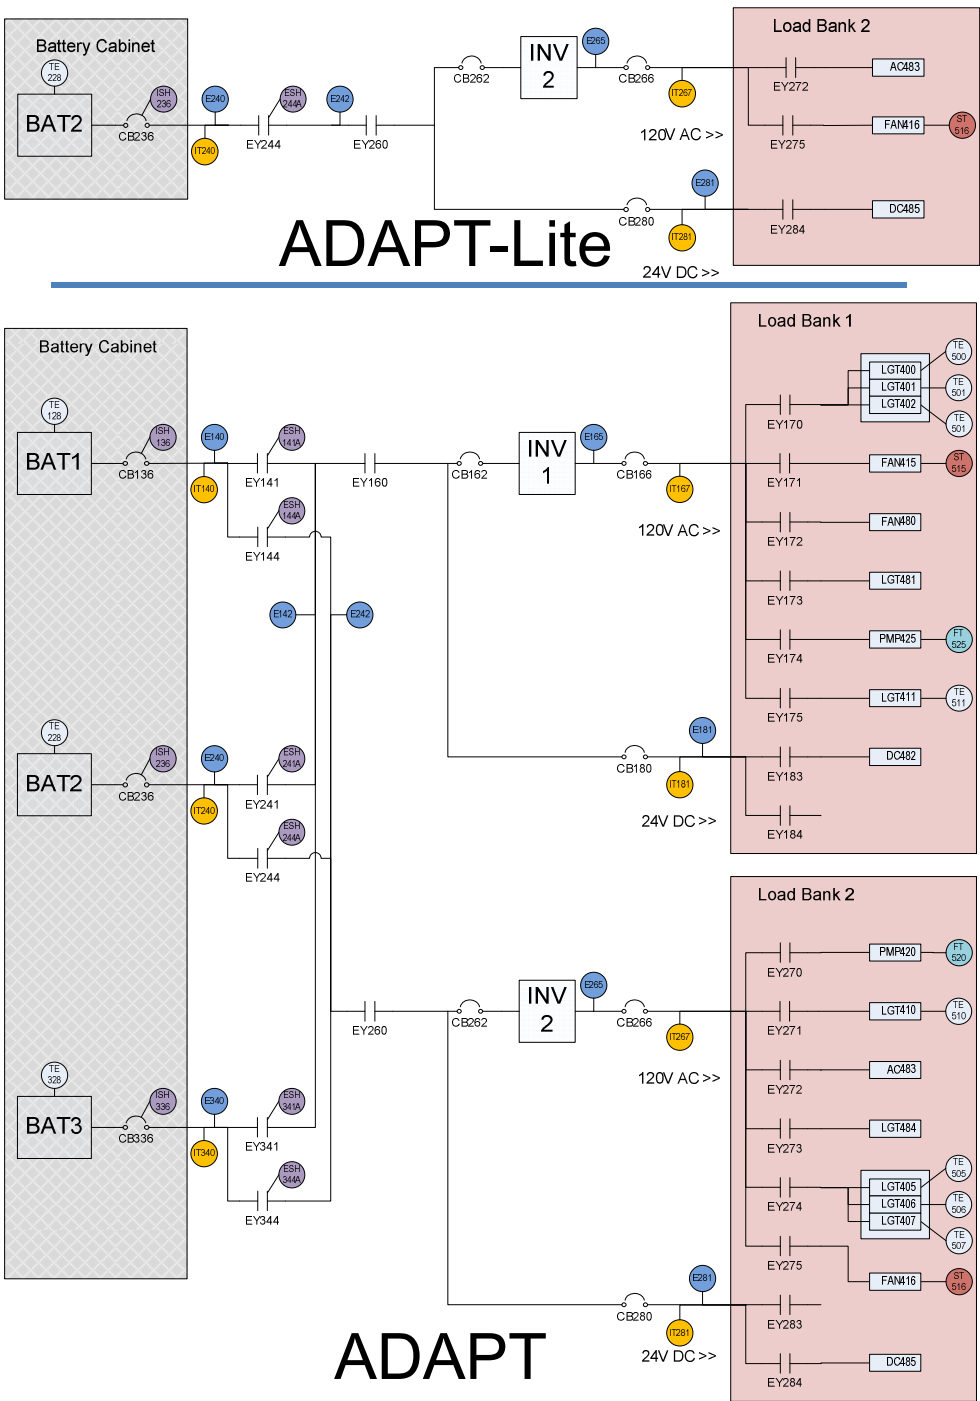 Battery Cabinet
TE
228
BAT2
ISH
236
CB236
E240
IT240
ESH
244A
EY244
E242
EY260
CB262
INV
2
E265
CB266
IT267
120V AC >>
E281
CB280
IT281
24V DC >>
Load Bank 2
EY272
AC483
EY275
FAN416
ST
516
EY284
DC485
ADAPT-Lite
Battery Cabinet
TE
128
BAT1
ISH
136
CB136
E140
IT140
ESH
141A
EY141
ESH
144A
EY144
E142
E242
EY160
CB162
INV
1
E165
CB166
IT167
120V AC >>
E181
CB180
IT181
24V DC >>
Load Bank 1
EY170
LGT400
LGT401
LGT402
TE
500
TE
501
TE
501
EY171
FAN415
ST
515
EY172
FAN480
EY173
LGT481
EY174
PMP425
FT
525
EY175
LGT411
TE
511
EY183
DC482
EY184
TE
228
BAT2
ISH
236
CB236
E240
IT240
ESH
241A
EY241
ESH
244A
EY244
TE
328
BAT3
ISH
336
CB336
E340
IT340
ESH
341A
EY341
ESH
344A
EY344
EY260
CB262
INV
2
E265
CB266
IT267
120V AC >>
E281
CB280
IT281
24V DC >>
Load Bank 2
EY270
PMP420
FT
520
EY271
LGT410
TE
510
EY272
AC483
EY273
LGT484
EY274
LGT405
LGT406
LGT407
TE
505
TE
506
TE
507
EY275
FAN416
ST
516
EY283
EY284
DC485
ADAPT